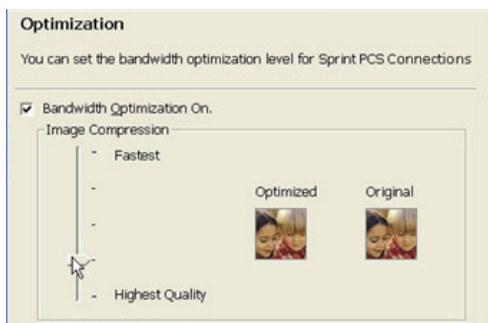 Optimization
You can set the bandwidth optimization level for Sprint PCS Connections
Bandwidth Optimization On.
Image Compression
Fastest
Optimized Original
Highest Quality